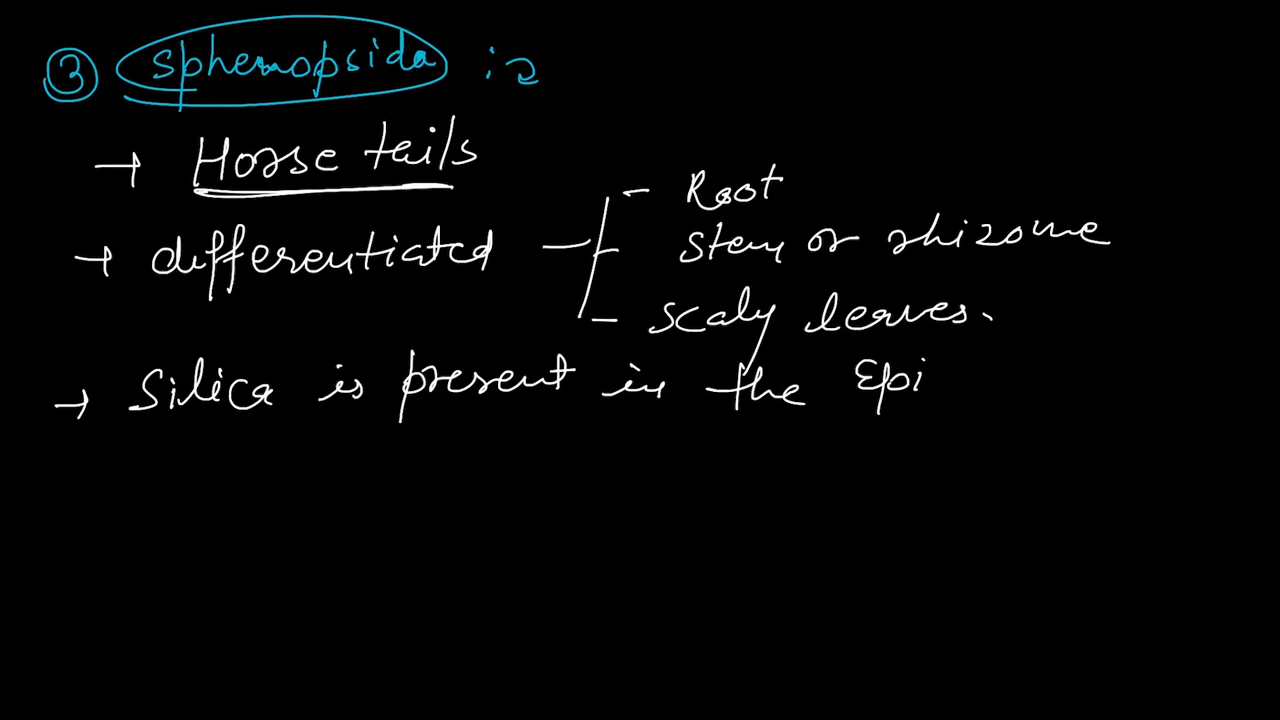 ③ Sphenopsida :-
→ Horse tails
→ differentiated - Root
stem or rhizome
- scaly leaves.
→ Silica is present in the Epi